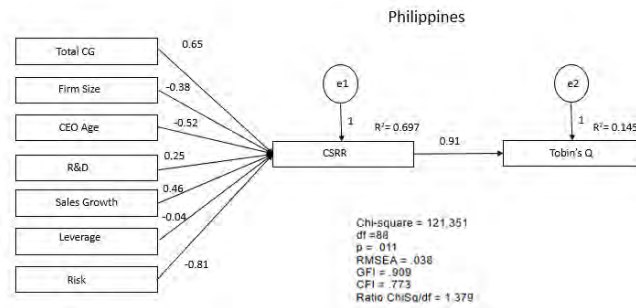 Philippines
Total CG
0.65
Firm Size
-0.38
CEO Age
-0.52
R&D
0.25
Sales Growth
0.46
Leverage
-0.04
Risk
-0.81
e1
1
R²= 0.697
CSRR
0.91
e2
1
R²= 0.145
Tobin's Q
Chi-square = 121,351
df =88
p = .011
RMSEA = .038
GFI = .909
CFI = .773
Ratio ChiSq/df = 1.379